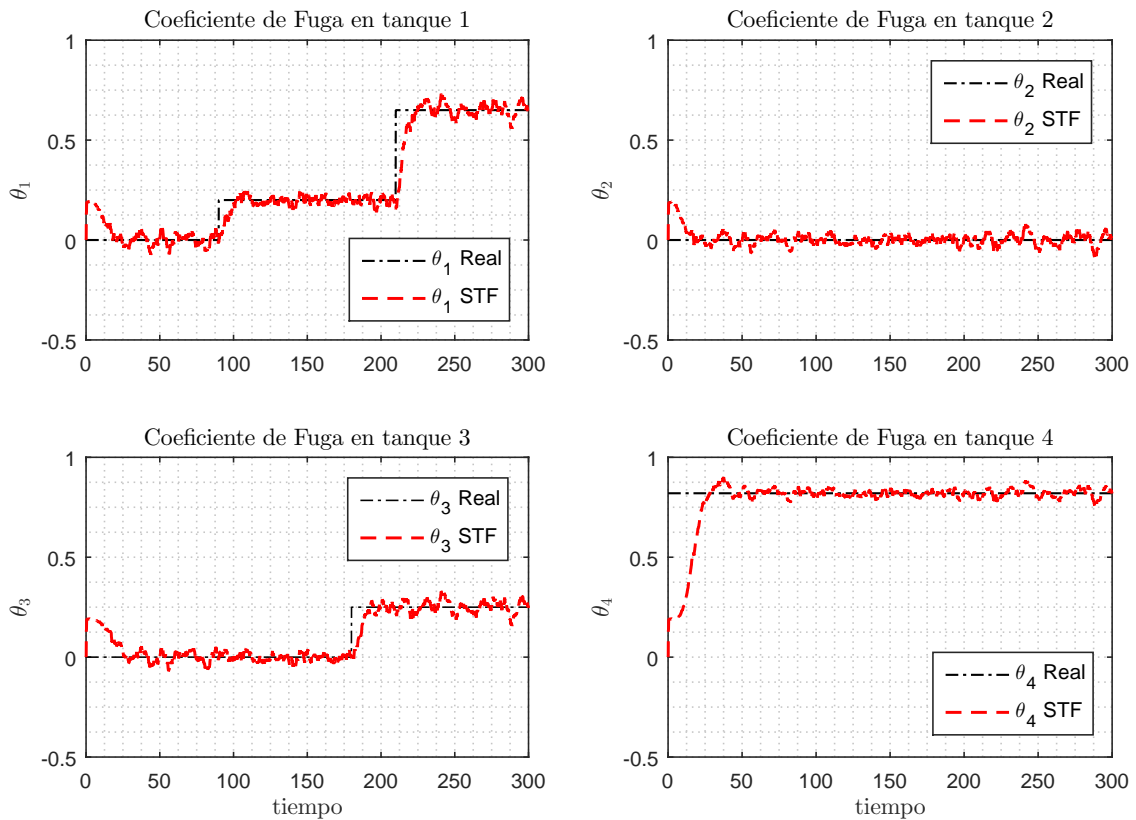 Coeficiente de Fuga en tanque 1
1
0.5
0
-0.5
θ1
θ1 Real
θ1 STF
0 50 100 150 200 250 300
Coeficiente de Fuga en tanque 2
1
0.5
0
-0.5
θ2
θ2 Real
θ2 STF
0 50 100 150 200 250 300
Coeficiente de Fuga en tanque 3
1
0.5
0
-0.5
θ3
θ3 Real
θ3 STF
0 50 100 150 200 250 300
tiempo
Coeficiente de Fuga en tanque 4
1
0.5
0
-0.5
θ4
θ4 Real
θ4 STF
0 50 100 150 200 250 300
tiempo